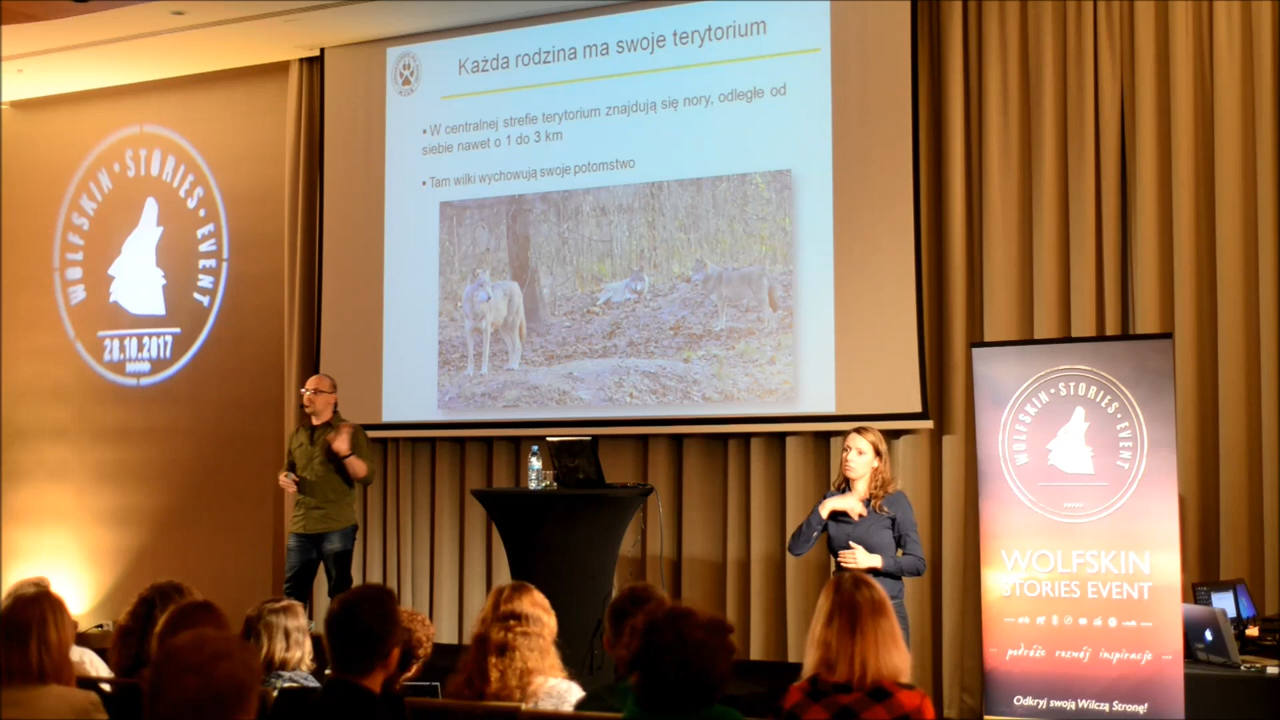 WOLFSKIN · STORIES · EVENT
28.10.2017
Każda rodzina ma swoje terytorium
▪ W centralnej strefie terytorium znajdują się nory, odległe od
siebie nawet o 1 do 3 km
▪ Tam wilki wychowują swoje potomstwo
WOLFSKIN · STORIES · EVENT
WOLFSKIN
STORIES EVENT
podróże rozwój inspiracje ...
Odkryj swoją Wilczą Stronę!